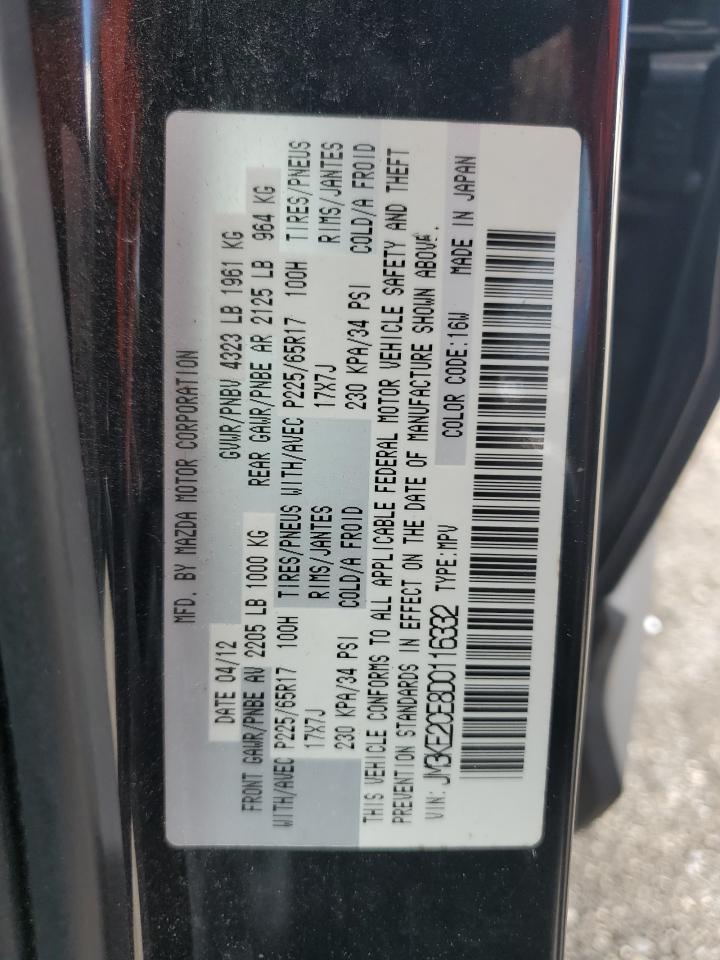 MFD. BY MAZDA MOTOR CORPORATION
DATE 04/12 GVWR/PNBV 4323 LB 1961 KG
FRONT GAWR/PNBE AV 2205 LB 1000 KG REAR GAWR/PNBE AR 2125 LB 964 KG
WITH/AVEC P225/65R17 100H TIRES/PNEUS WITH/AVEC P225/65R17 100H TIRES/PNEUS
17X7J RIMS/JANTES 17X7J RIMS/JANTES
230 KPA/34 PSI COLD/A FROID 230 KPA/34 PSI COLD/A FROID
THIS VEHICLE CONFORMS TO ALL APPLICABLE FEDERAL MOTOR VEHICLE SAFETY AND THEFT
PREVENTION STANDARDS IN EFFECT ON THE DATE OF MANUFACTURE SHOWN ABOVE.
VIN: JM3KE2CE8D0116332 TYPE:MPV COLOR CODE:16W MADE IN JAPAN